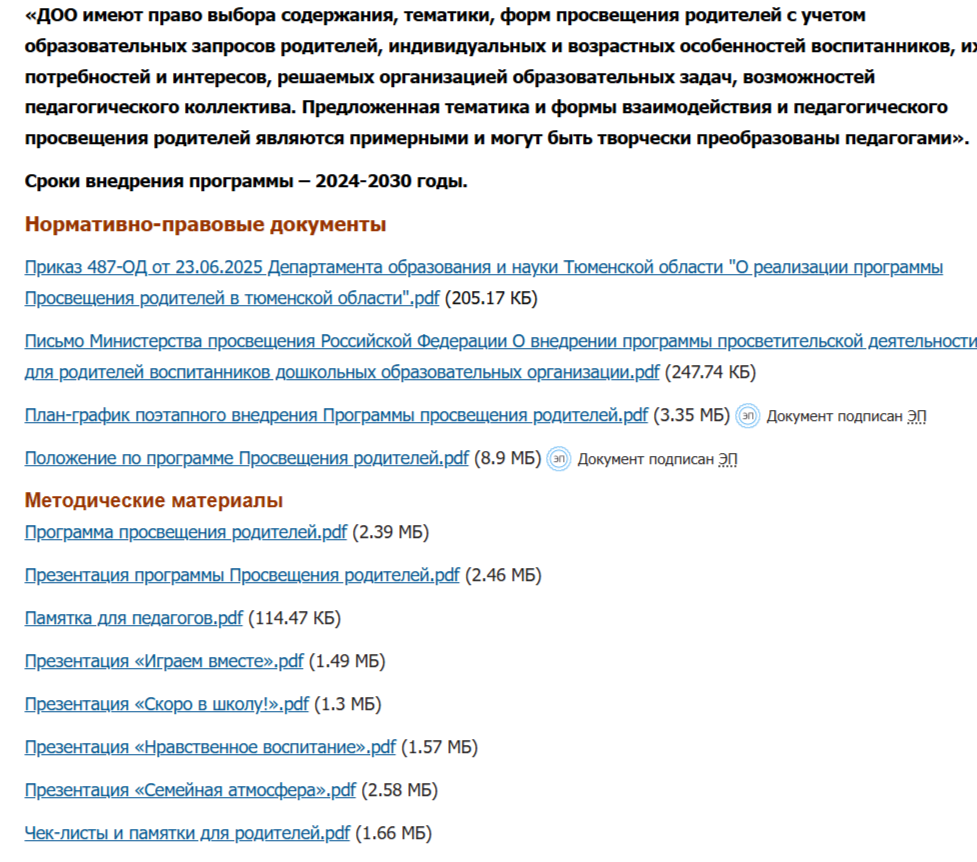 «ДОО имеют право выбора содержания, тематики, форм просвещения родителей с учетом
образовательных запросов родителей, индивидуальных и возрастных особенностей воспитанников, их
потребностей и интересов, решаемых организацией образовательных задач, возможностей
педагогического коллектива. Предложенная тематика и формы взаимодействия и педагогического
просвещения родителей являются примерными и могут быть творчески преобразованы педагогами».
Сроки внедрения программы – 2024-2030 годы.
Нормативно-правовые документы
Приказ 487-ОД от 23.06.2025 Департамента образования и науки Тюменской области "О реализации программы
Просвещения родителей в тюменской области".pdf (205.17 КБ)
Письмо Министерства просвещения Российской Федерации О внедрении программы просветительской деятельности
для родителей воспитанников дошкольных образовательных организации.pdf (247.74 КБ)
План-график поэтапного внедрения Программы просвещения родителей.pdf (3.35 МБ) ЭП Документ подписан ЭП
Положение по программе Просвещения родителей.pdf (8.9 МБ) ЭП Документ подписан ЭП
Методические материалы
Программа просвещения родителей.pdf (2.39 МБ)
Презентация программы Просвещения родителей.pdf (2.46 МБ)
Памятка для педагогов.pdf (114.47 КБ)
Презентация «Играем вместе».pdf (1.49 МБ)
Презентация «Скоро в школу!».pdf (1.3 МБ)
Презентация «Нравственное воспитание».pdf (1.57 МБ)
Презентация «Семейная атмосфера».pdf (2.58 МБ)
Чек-листы и памятки для родителей.pdf (1.66 МБ)